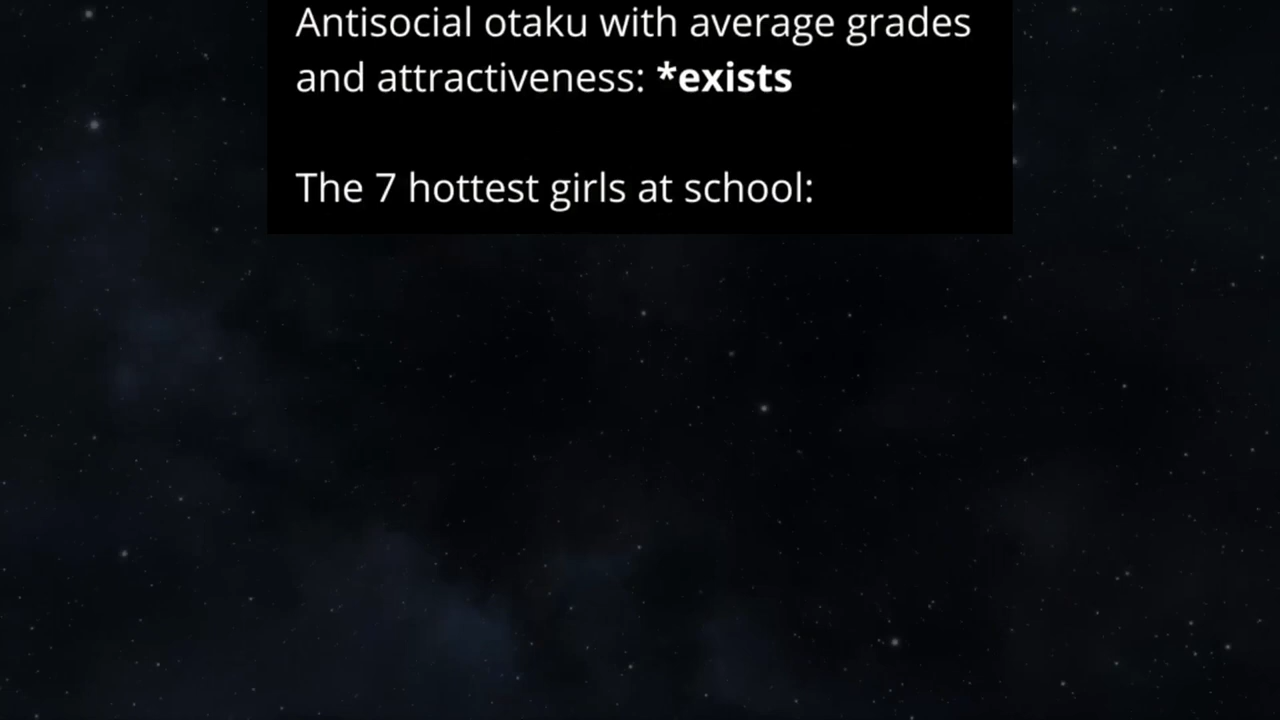 Antisocial otaku with average grades
and attractiveness: *exists
The 7 hottest girls at school: